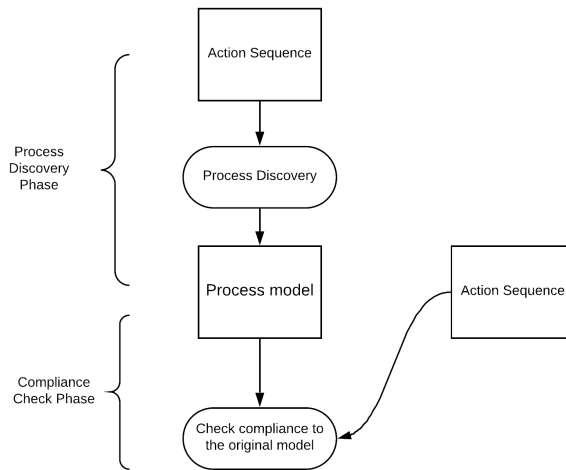 Action Sequence
Process
Discovery
Phase
Process Discovery
Process model
Action Sequence
Compliance
Check Phase
Check compliance to
the original model